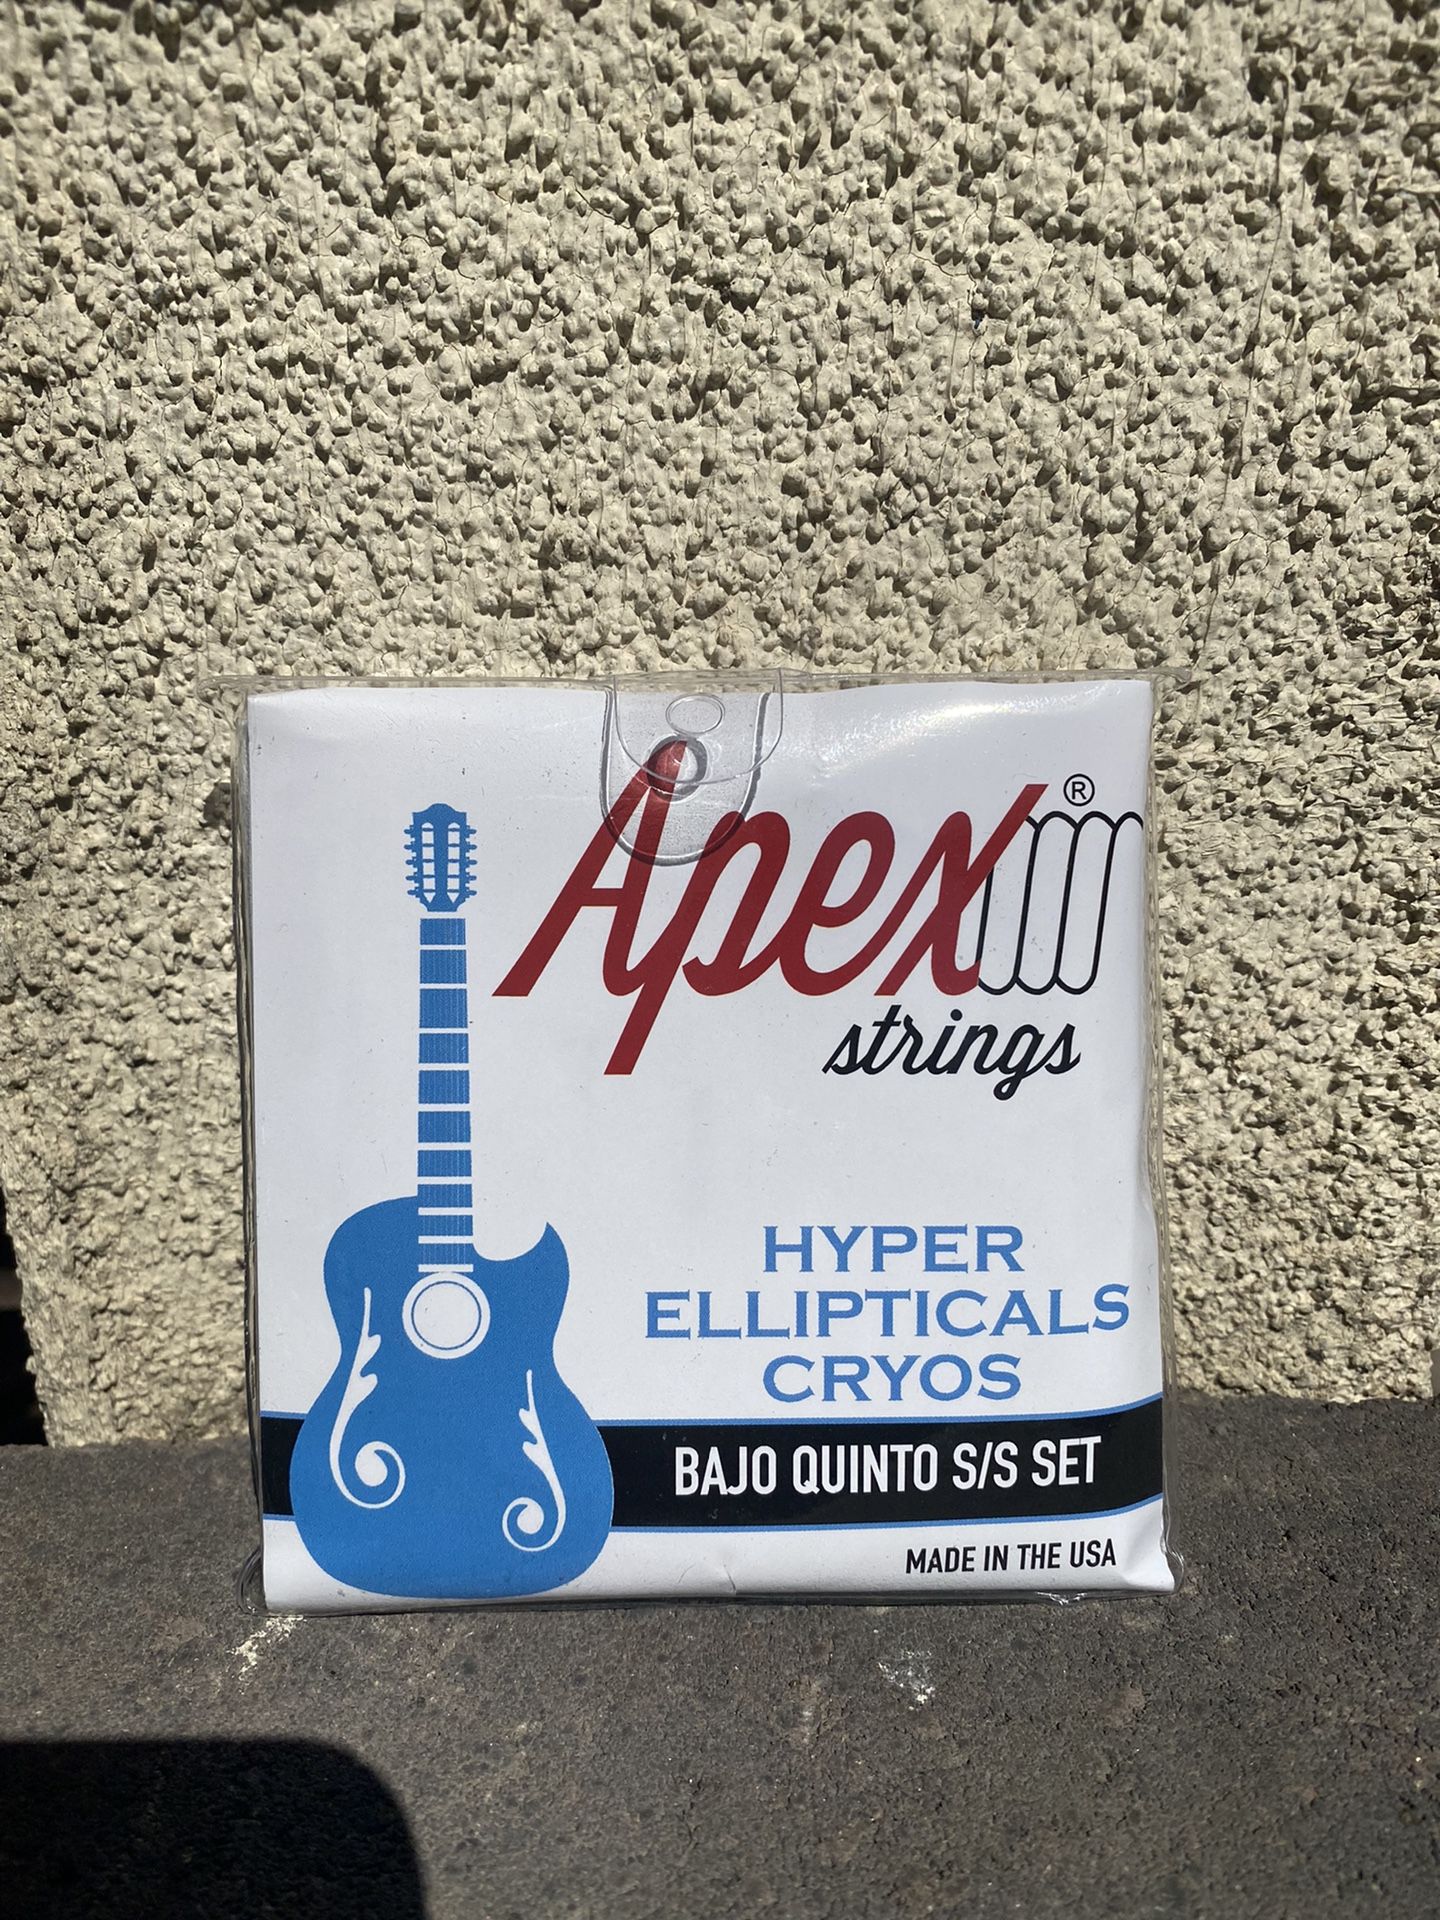 Apex®
strings
HYPER
ELLIPTICALS
CRYOS
BAJO QUINTO S/S SET
MADE IN THE USA